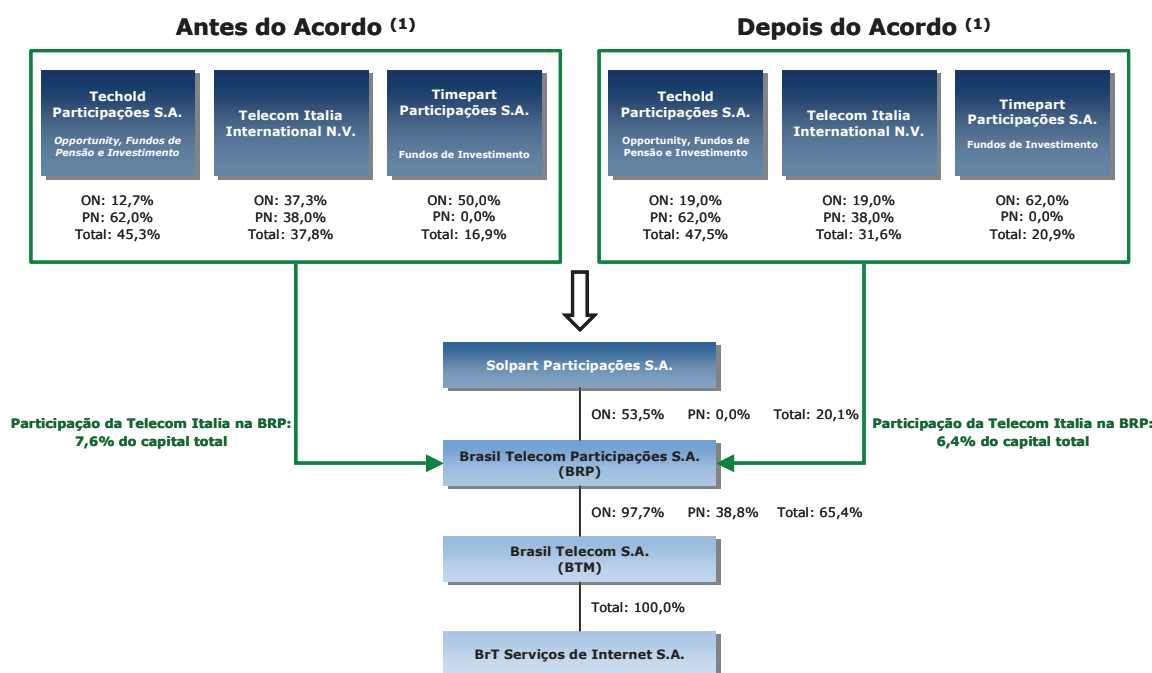 Antes do Acordo (1)
Techold
Participações S.A.
Opportunity, Fundos de
Pensão e Investimento
Telecom Italia
International N.V.
Timepart
Participações S.A.
Fundos de Investimento
ON: 12,7%
PN: 62,0%
Total: 45,3%
ON: 37,3%
PN: 38,0%
Total: 37,8%
ON: 50,0%
PN: 0,0%
Total: 16,9%
Depois do Acordo (1)
Techold
Participações S.A.
Opportunity, Fundos de
Pensão e Investimento
Telecom Italia
International N.V.
Timepart
Participações S.A.
Fundos de Investimento
ON: 19,0%
PN: 62,0%
Total: 47,5%
ON: 19,0%
PN: 38,0%
Total: 31,6%
ON: 62,0%
PN: 0,0%
Total: 20,9%
Solpart Participações S.A.
ON: 53,5% PN: 0,0% Total: 20,1%
Participação da Telecom Italia na BRP:
7,6% do capital total
Participação da Telecom Italia na BRP:
6,4% do capital total
Brasil Telecom Participações S.A.
(BRP)
ON: 97,7% PN: 38,8% Total: 65,4%
Brasil Telecom S.A.
(BTM)
Total: 100,0%
BrT Serviços de Internet S.A.